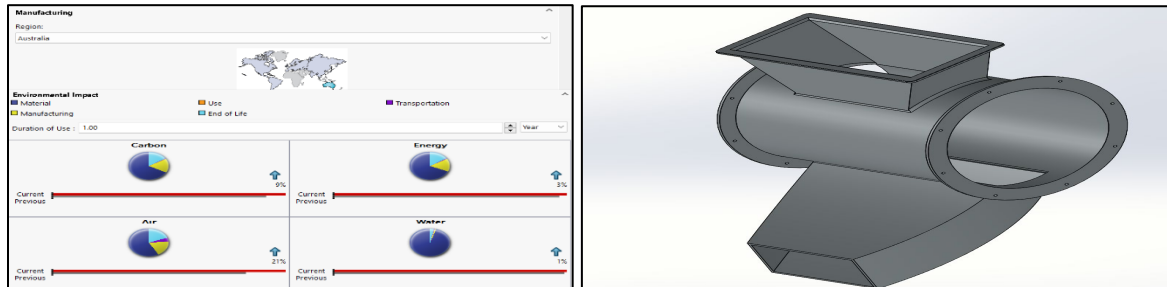 Manufacturing
Region:
Australia
Environmental Impact
Material Use Transportation
Manufacturing End of Life
Duration of Use : 1.00 Year
Carbon Energy
9% 3%
Current Current
Previous Previous
Air Water
21% 1%
Current Current
Previous Previous